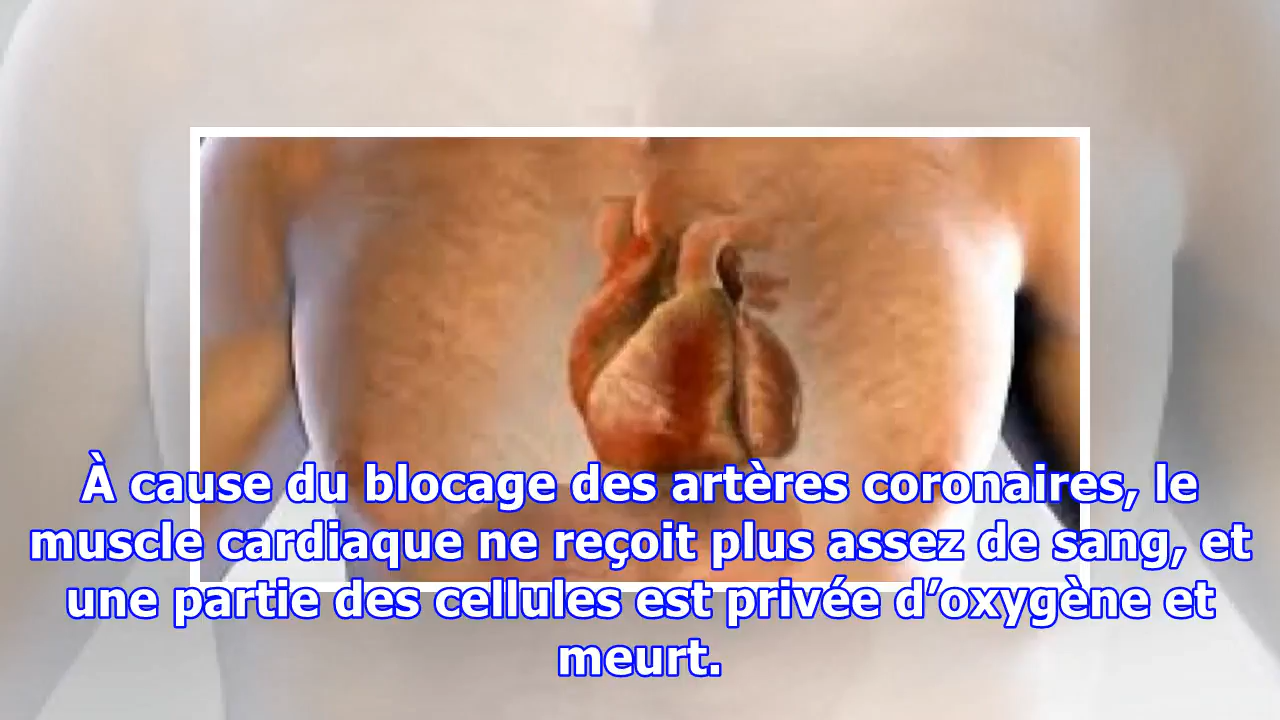 À cause du blocage des artères coronaires, le
muscle cardiaque ne reçoit plus assez de sang, et
une partie des cellules est privée d’oxygène et
meurt.